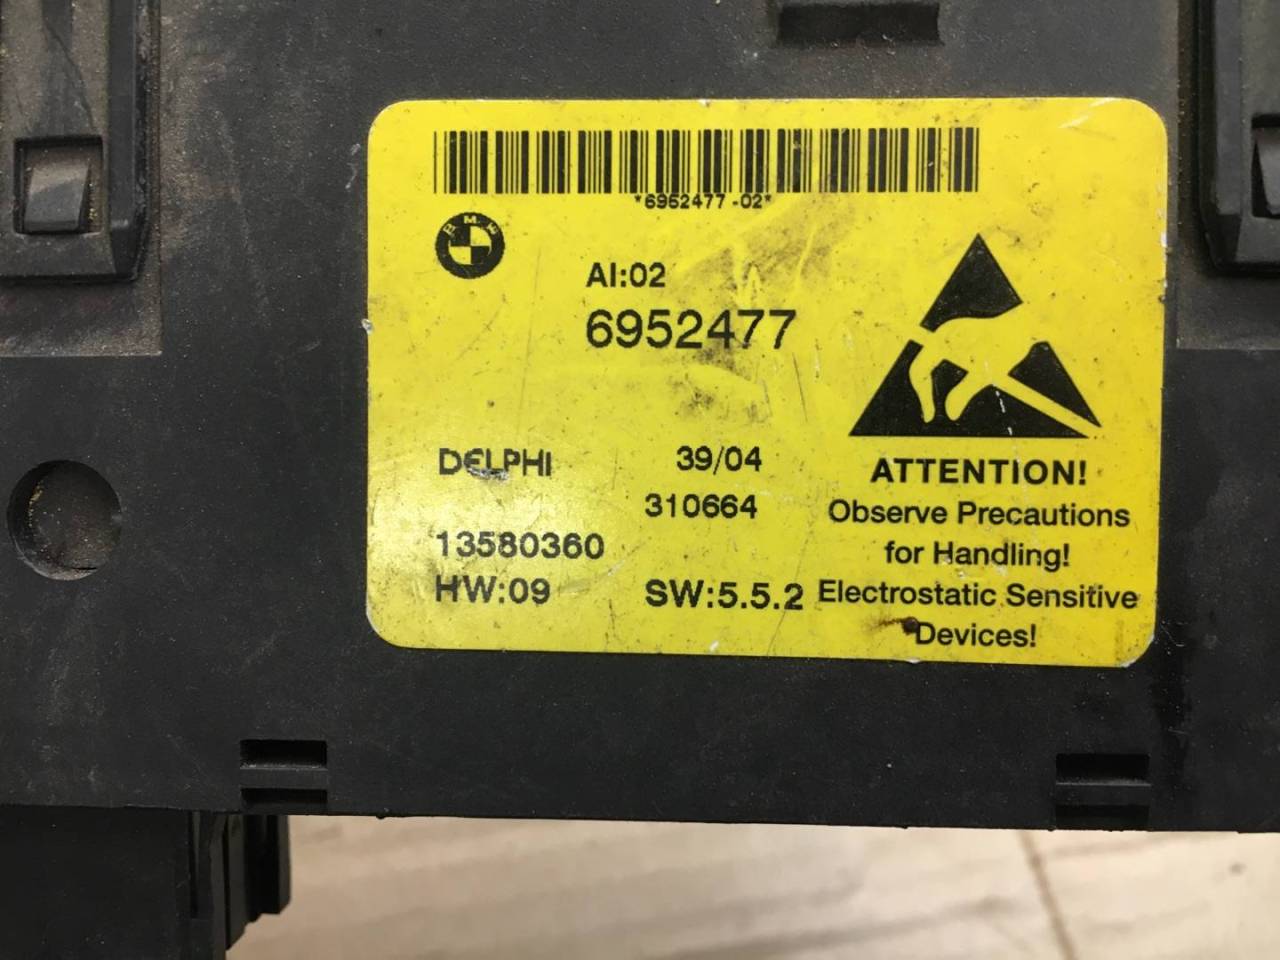 *6952477-02*
BMW
AI:02
6952477
DELPHI 39/04
310664
13580360
HW:09 SW:5.5.2
ATTENTION!
Observe Precautions
for Handling!
Electrostatic Sensitive
Devices!